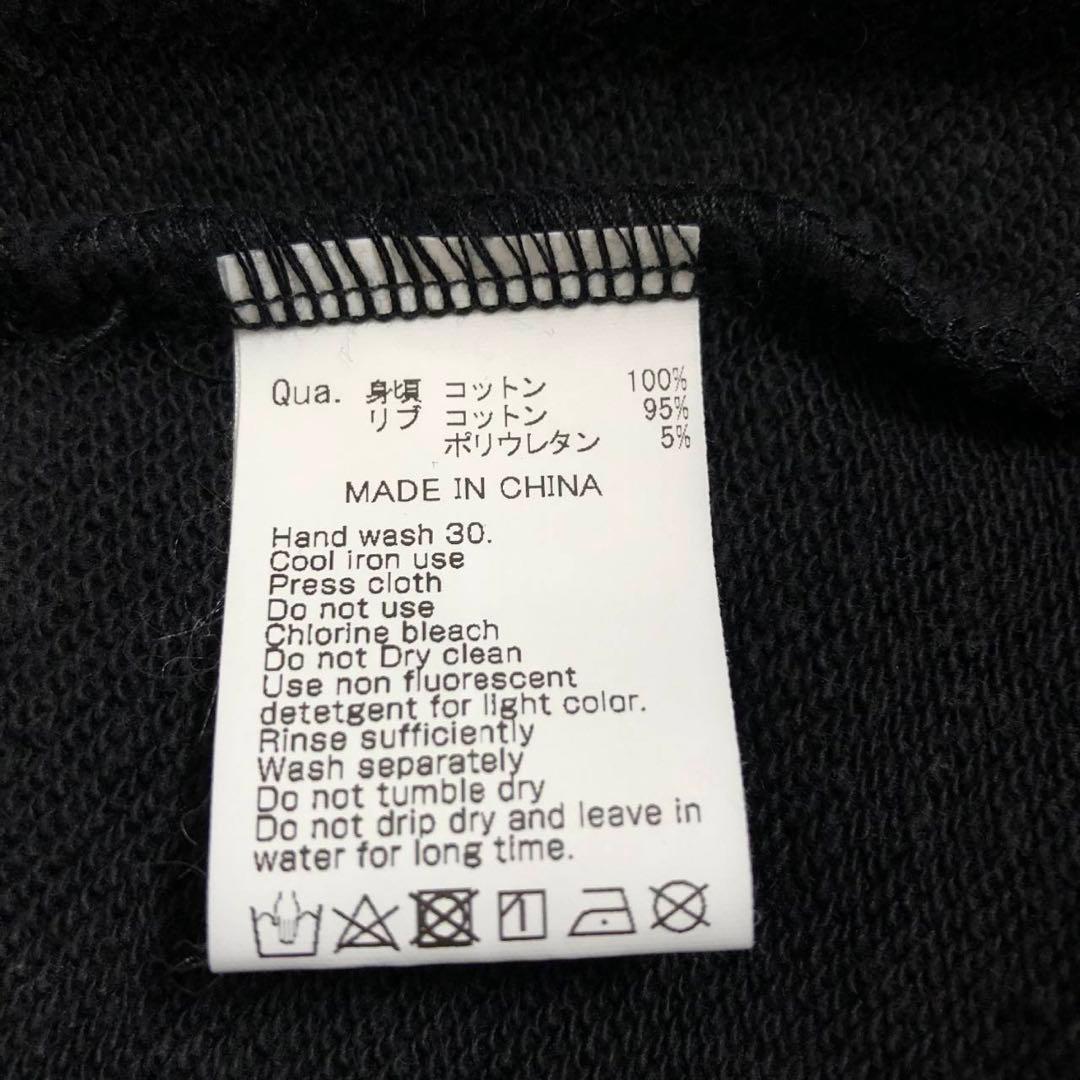 Qua. 身頃 コットン 100%
リブ コットン 95%
ポリウレタン 5%
MADE IN CHINA
Hand wash 30.
Cool iron use
Press cloth
Do not use
Chlorine bleach
Do not Dry clean
Use non fluorescent
detetgent for light color.
Rinse sufficiently
Wash separately
Do not tumble dry
Do not drip dry and leave in
water for long time.